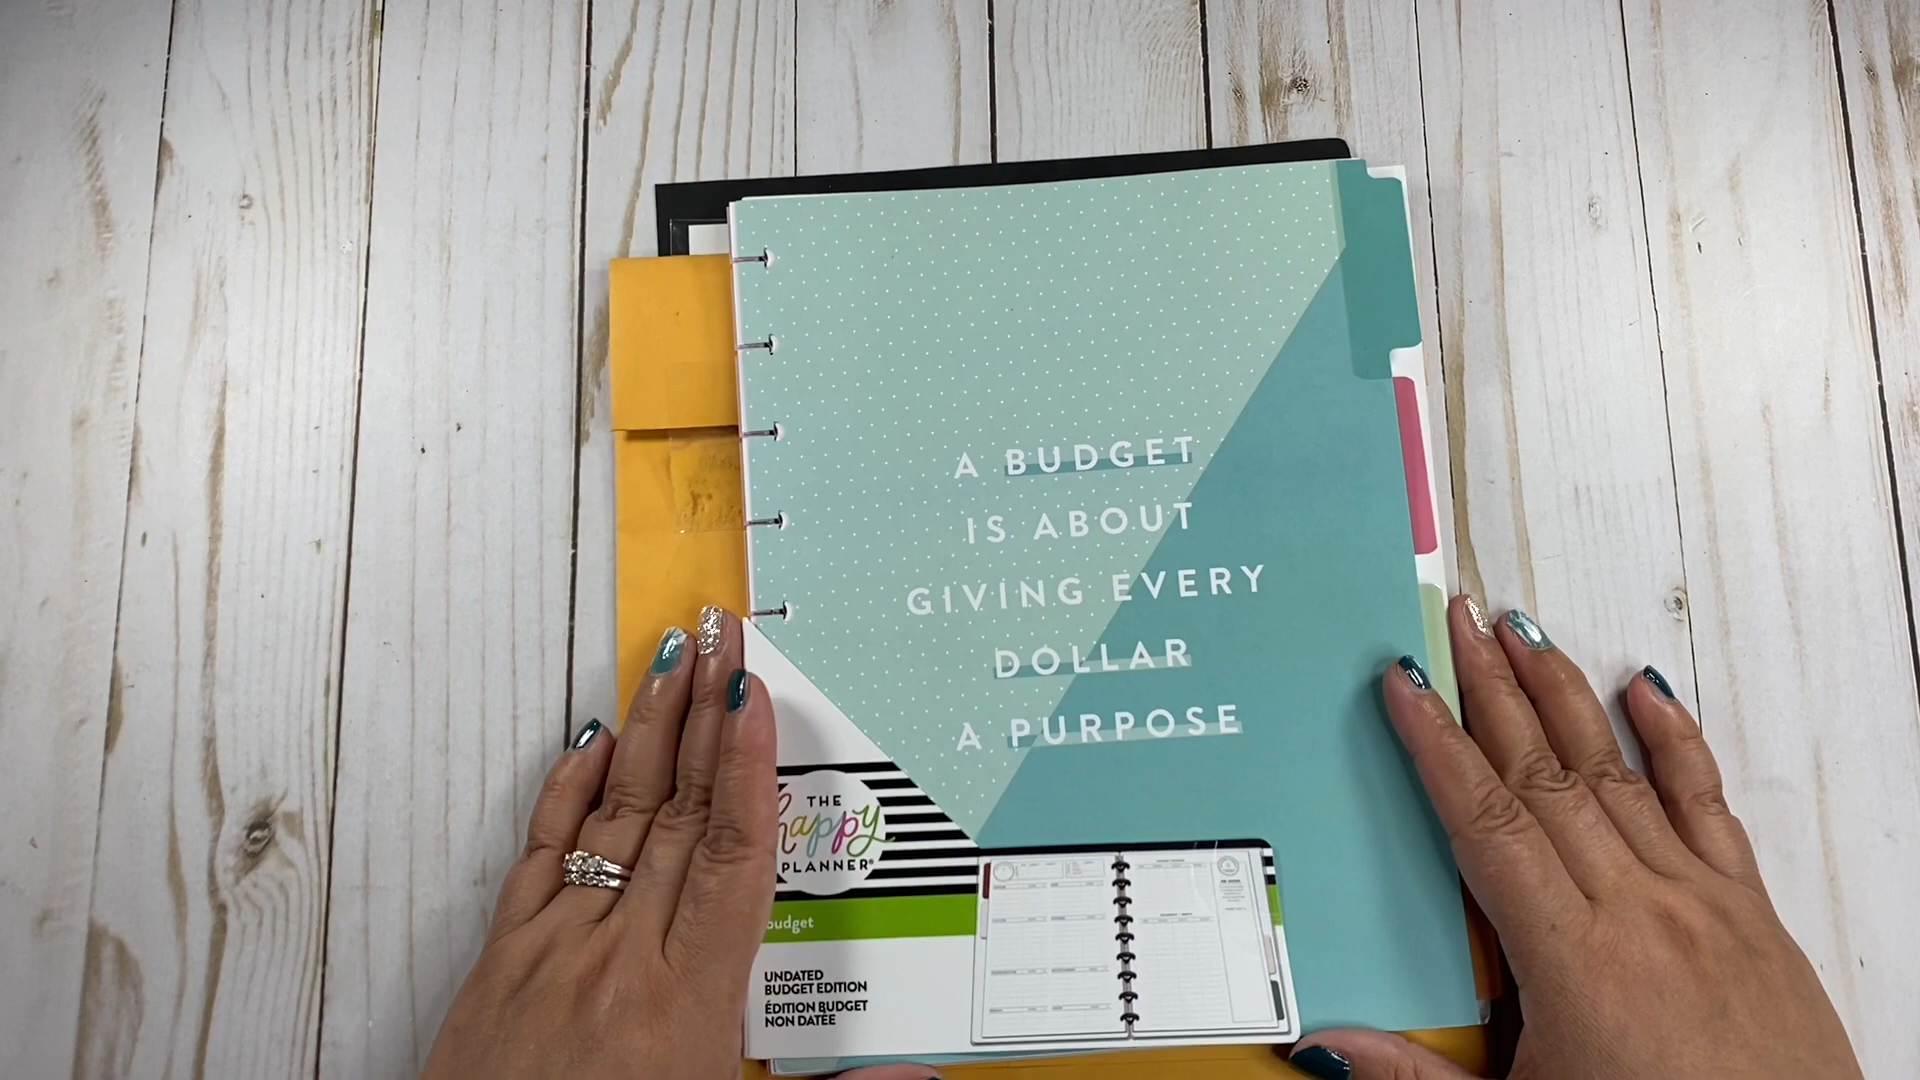 A BUDGET
IS ABOUT
GIVING EVERY
DOLLAR
A PURPOSE
THE
happy
PLANNER®
budget
UNDATED
BUDGET EDITION
ÉDITION BUDGET
NON DATÉE